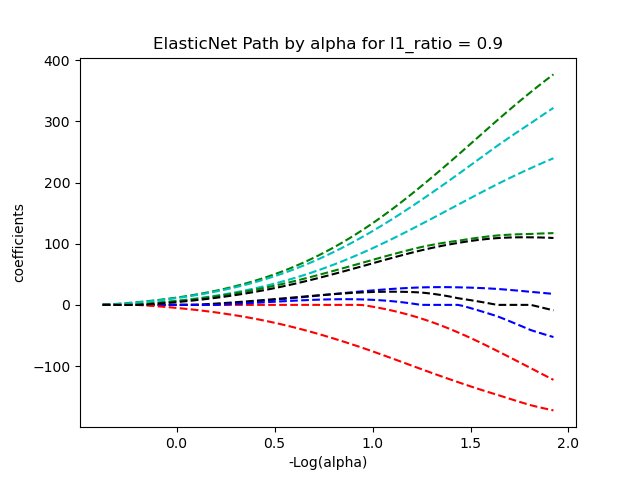 ElasticNet Path by alpha for l1_ratio = 0.9
400
300
200
100
0
−100
coefficients
0.0 0.5 1.0 1.5 2.0
-Log(alpha)